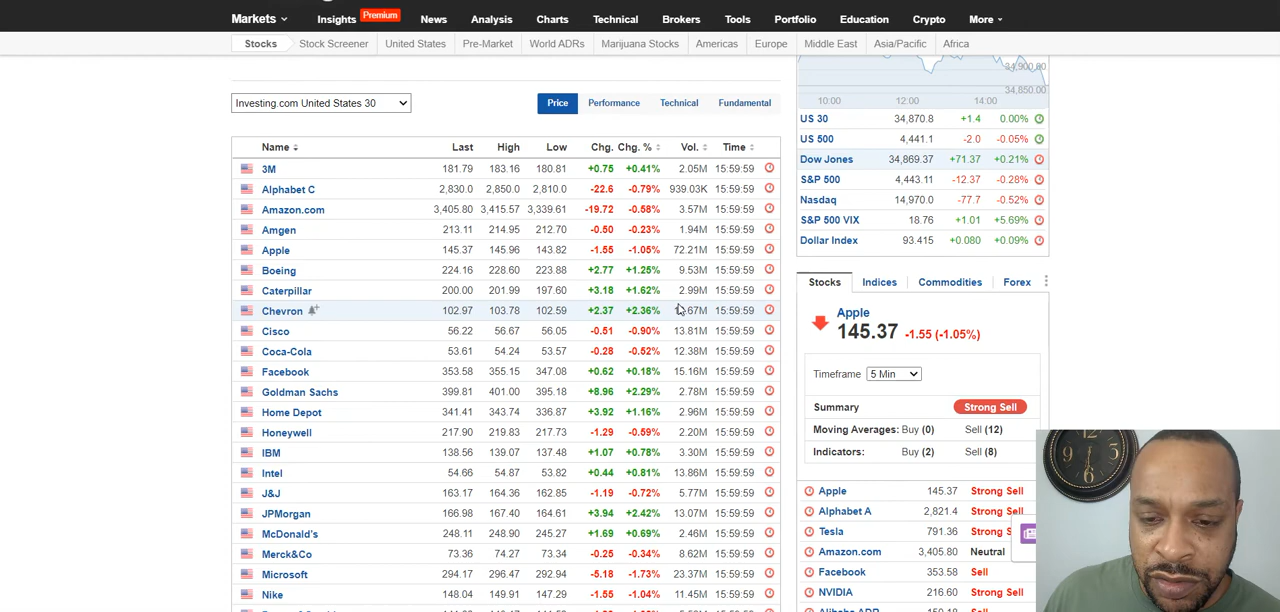 Markets Insights Premium News Analysis Charts Technical Brokers Tools Portfolio Education Crypto More
Stocks Stock Screener United States Pre-Market World ADRs Marijuana Stocks Americas Europe Middle East Asia/Pacific Africa
Investing.com United States 30 Price Performance Technical Fundamental
Name Last High Low Chg. Chg. % Vol. Time
3M 181.79 183.16 180.81 +0.75 +0.41% 2.05M 15:59:59
Alphabet C 2,830.0 2,850.0 2,810.0 -22.6 -0.79% 939.03K 15:59:59
Amazon.com 3,405.80 3,415.57 3,339.61 -19.72 -0.58% 3.57M 15:59:59
Amgen 213.11 214.95 212.70 -0.50 -0.23% 1.94M 15:59:59
Apple 145.37 145.96 143.82 -1.55 -1.05% 72.21M 15:59:59
Boeing 224.16 228.60 223.88 +2.77 +1.25% 9.53M 15:59:59
Caterpillar 200.00 201.99 197.60 +3.18 +1.62% 2.99M 15:59:59
Chevron 102.97 103.78 102.59 +2.37 +2.36% 15:59:59
Cisco 56.22 56.67 56.05 -0.51 -0.90% 13.81M 15:59:59
Coca-Cola 53.61 54.24 53.57 -0.28 -0.52% 12.38M 15:59:59
Facebook 353.58 355.15 347.08 +0.62 +0.18% 15.16M 15:59:59
Goldman Sachs 399.81 401.00 395.18 +8.96 +2.29% 2.78M 15:59:59
Home Depot 341.41 343.74 336.87 +3.92 +1.16% 2.96M 15:59:59
Honeywell 217.90 219.83 217.73 -1.29 -0.59% 2.20M 15:59:59
IBM 138.56 139.07 137.48 +1.07 +0.78% 3.30M 15:59:59
Intel 54.66 54.87 53.82 +0.44 +0.81% 13.86M 15:59:59
J&J 163.17 164.36 162.85 -1.19 -0.72% 5.77M 15:59:59
JPMorgan 166.98 167.40 164.61 +3.94 +2.42% 13.07M 15:59:59
McDonald's 248.11 248.90 245.27 +1.69 +0.69% 2.46M 15:59:59
Merck&Co 73.36 74.27 73.34 -0.25 -0.34% 8.62M 15:59:59
Microsoft 294.17 296.47 292.94 -5.18 -1.73% 23.37M 15:59:59
Nike 148.04 149.91 147.29 -1.55 -1.04% 11.45M 15:59:59
34,900.00
34,850.00
10:00 12:00 14:00
US 30 34,870.8 +1.4 0.00%
US 500 4,441.1 -2.0 -0.05%
Dow Jones 34,869.37 +71.37 +0.21%
S&P 500 4,443.11 -12.37 -0.28%
Nasdaq 14,970.0 -77.7 -0.52%
S&P 500 VIX 18.76 +1.01 +5.69%
Dollar Index 93.415 +0.080 +0.09%
Stocks Indices Commodities Forex
Apple
145.37 -1.55 (-1.05%)
Timeframe 5 Min
Summary Strong Sell
Moving Averages: Buy (0) Sell (12)
Indicators: Buy (2) Sell (8)
Apple 145.37 Strong Sell
Alphabet A 2,821.4 Strong
Tesla 791.36 Strong
Amazon.com 3,405.80 Neutral
Facebook 353.58 Sell
NVIDIA 216.60 Strong